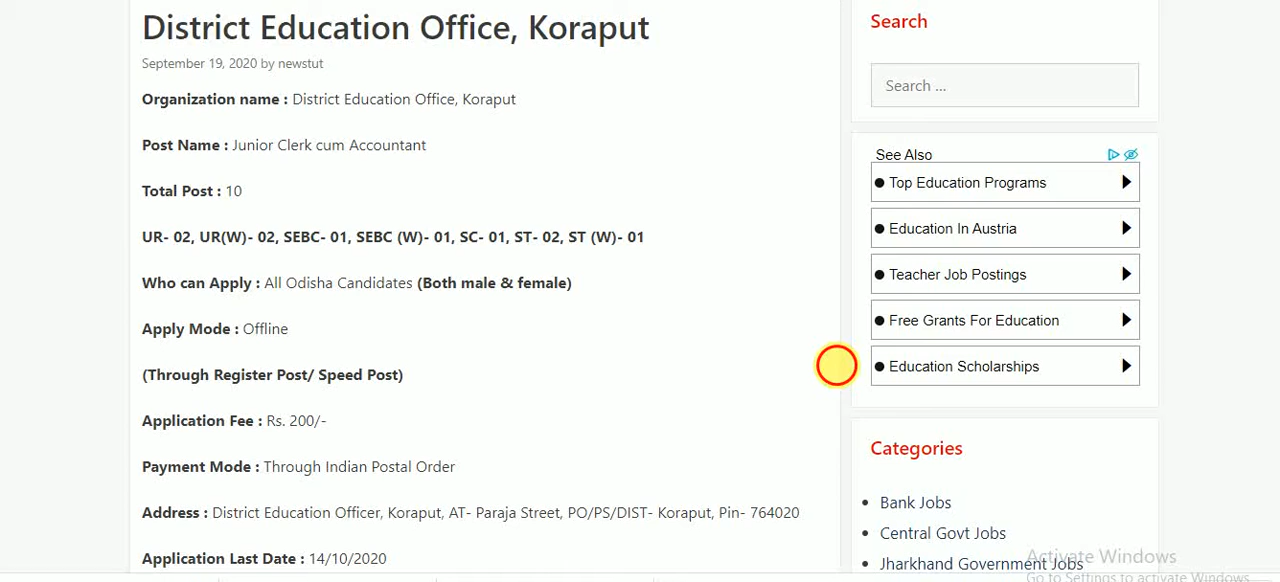 District Education Office, Koraput
September 19, 2020 by newstut
Organization name : District Education Office, Koraput
Post Name : Junior Clerk cum Accountant
Total Post : 10
UR- 02, UR(W)- 02, SEBC- 01, SEBC (W)- 01, SC- 01, ST- 02, ST (W)- 01
Who can Apply : All Odisha Candidates (Both male & female)
Apply Mode : Offline
(Through Register Post/ Speed Post)
Application Fee : Rs. 200/-
Payment Mode : Through Indian Postal Order
Address : District Education Officer, Koraput, AT- Paraja Street, PO/PS/DIST- Koraput, Pin- 764020
Application Last Date : 14/10/2020
Search
Search ...
See Also
Top Education Programs
Education In Austria
Teacher Job Postings
Free Grants For Education
Education Scholarships
Categories
Bank Jobs
Central Govt Jobs
Jharkhand Government Jobs
Activate Windows
Go to Settings to activate Windows.